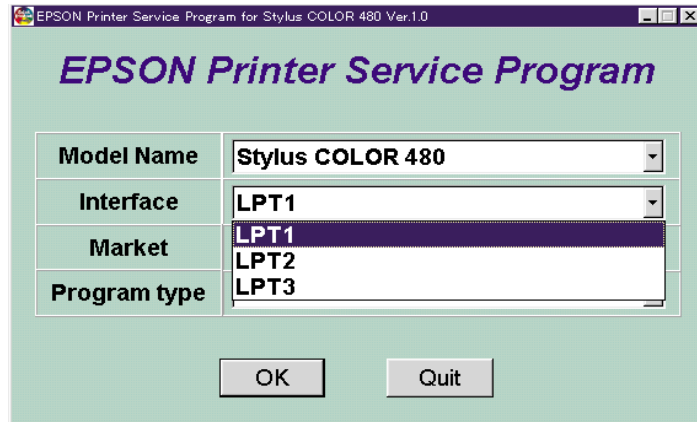 EPSON Printer Service Program for Stylus COLOR 480 Ver.1.0
EPSON Printer Service Program
Model Name Stylus COLOR 480
Interface LPT1
LPT1
Market
LPT2
Program type LPT3
OK Quit